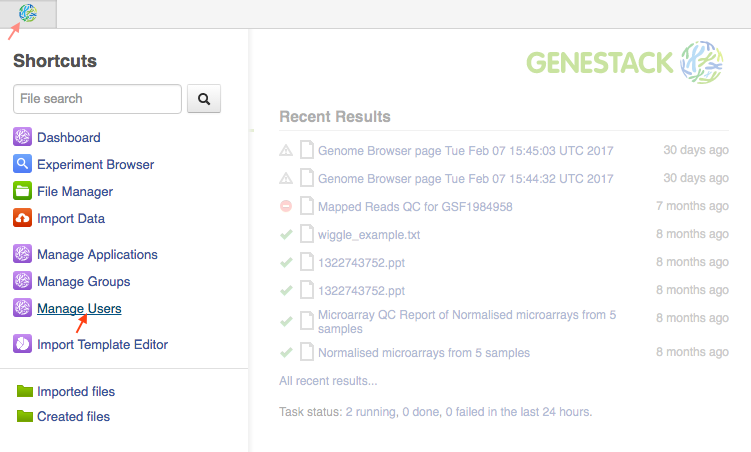 Shortcuts
File search
Dashboard
Experiment Browser
File Manager
Import Data
Manage Applications
Manage Groups
Manage Users
Import Template Editor
Imported files
Created files
GENESTACK
Recent Results
Genome Browser page Tue Feb 07 15:45:03 UTC 2017 30 days ago
Genome Browser page Tue Feb 07 15:44:32 UTC 2017 30 days ago
Mapped Reads QC for GSF1984958 7 months ago
wiggle_example.txt 8 months ago
1322743752.ppt 8 months ago
1322743752.ppt 8 months ago
Microarray QC Report of Normalised microarrays from 5 8 months ago
samples
Normalised microarrays from 5 samples 8 months ago
All recent results...
Task status: 2 running, 0 done, 0 failed in the last 24 hours.